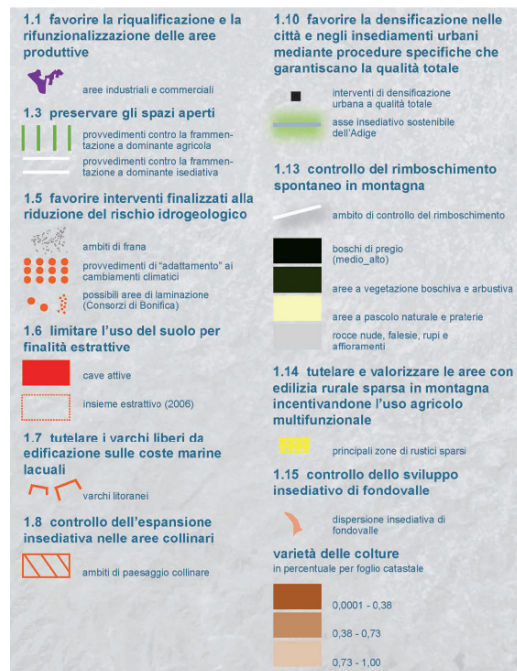 1.1 favorire la riqualificazione e la
rifunzionalizzazione delle aree
produttive
aree industriali e commerciali
1.3 preservare gli spazi aperti
provvedimenti contro la frammen-
tazione a dominante agricola
provvedimenti contro la frammen-
tazione a dominante isediativa
1.5 favorire interventi finalizzati alla
riduzione del rischio idrogeologico
ambiti di frana
provvedimenti di "adattamento" ai
cambiamenti climatici
possibili aree di laminazione
(Consorzi di Bonifica)
1.6 limitare l'uso del suolo per
finalità estrattive
cave attive
insieme estrattivo (2006)
1.7 tutelare i varchi liberi da
edificazione sulle coste marine
lacuali
varchi litoranei
1.8 controllo dell'espansione
insediativa nelle aree collinari
ambiti di paesaggio collinare
1.10 favorire la densificazione nelle
città e negli insediamenti urbani
mediante procedure specifiche che
garantiscano la qualità totale
interventi di densificazione
urbana a qualità totale
asse insediativo sostenibile
dell'Adige
1.13 controllo del rimboschimento
spontaneo in montagna
ambito di controllo del rimboschimento
boschi di pregio
(medio_alto)
aree a vegetazione boschiva e arbustiva
aree a pascolo naturale e praterie
rocce nude, falesie, rupi e
affioramenti
1.14 tutelare e valorizzare le aree con
edilizia rurale sparsa in montagna
incentivandone l'uso agricolo
multifunzionale
principali zone di rustici sparsi
1.15 controllo dello sviluppo
insediativo di fondovalle
dispersione insediativa di
fondovalle
varietà delle colture
in percentuale per foglio catastale
0,0001 - 0,38
0,38 - 0,73
0,73 - 1,00